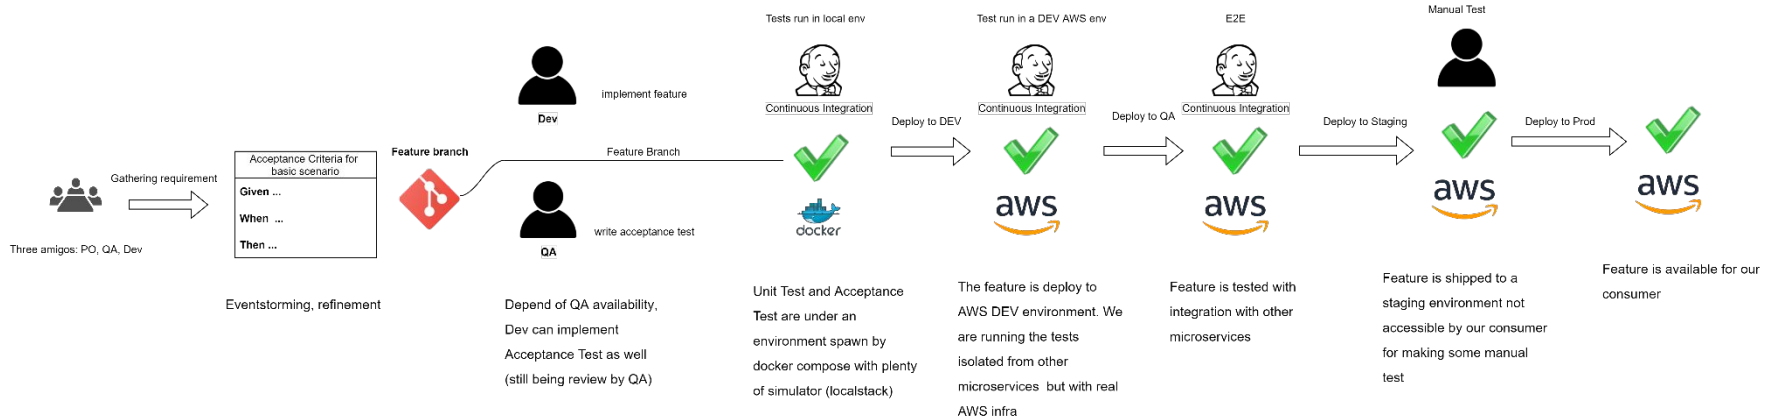 Three amigos: PO, QA, Dev
Gathering requirement
Acceptance Criteria for
basic scenario
Given ...
When ...
Then ...
Eventstorming, refinement
Feature branch
Dev
implement feature
Feature Branch
QA
write acceptance test
Depend of QA availability,
Dev can implement
Acceptance Test as well
(still being review by QA)
Tests run in local env
Continuous Integration
docker
Unit Test and Acceptance
Test are under an
environment spawn by
docker compose with plenty
of simulator (localstack)
Deploy to DEV
Test run in a DEV AWS env
Continuous Integration
aws
The feature is deploy to
AWS DEV environment. We
are running the tests
isolated from other
microservices but with real
AWS infra
Deploy to QA
E2E
Continuous Integration
aws
Feature is tested with
integration with other
microservices
Deploy to Staging
Manual Test
aws
Feature is shipped to a
staging environment not
accessible by our consumer
for making some manual
test
Deploy to Prod
aws
Feature is available for our
consumer